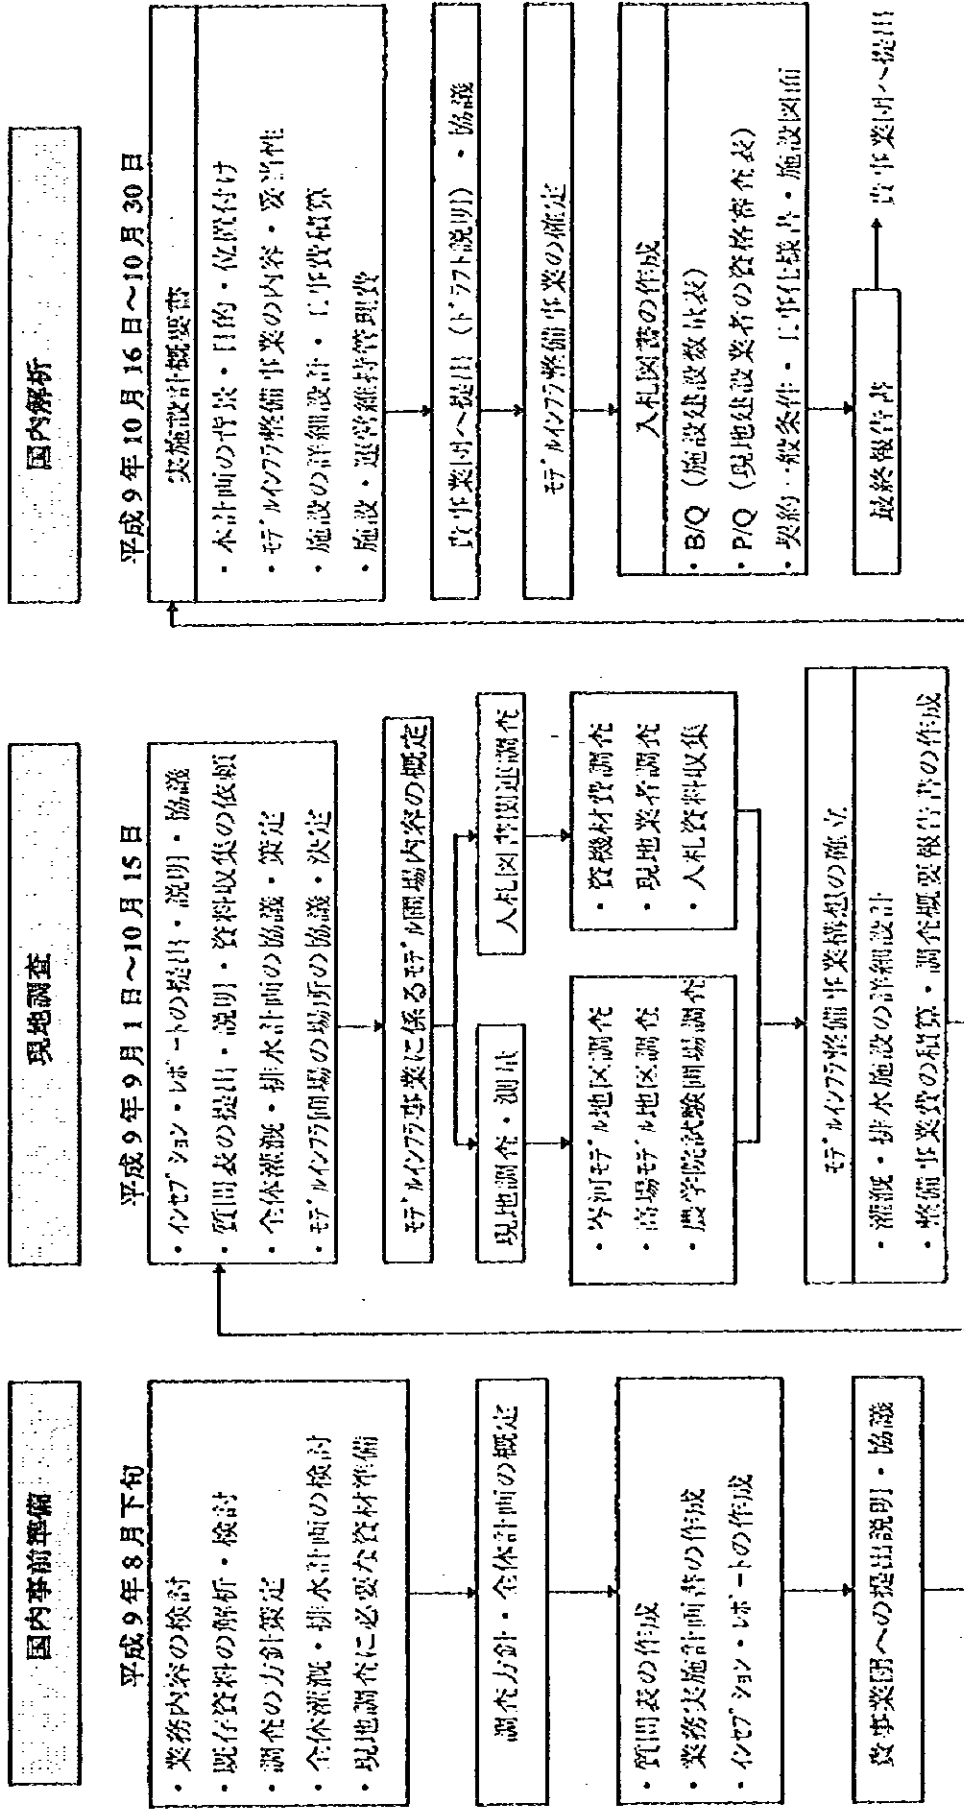 国内事前準備
平成9年8月下旬
・業務内容の検討
・既存資料の解析・検討
・調査の方針策定
・全体灌漑・排水計画の検討
・現地調査に必要な資材準備
調査方針・全体計画の概定
・質問表の作成
・業務実施計画書の作成
・インセプション・レポートの作成
貴事業団への提出説明・協議
現地調査
平成9年9月1日～10月15日
・インセプション・レポートの提出・説明・協議
・質問表の提出・説明・資料収集の依頼
・全体灌漑・排水計画の協議・策定
・モデルインフラ圃場の場所の協議・決定
モデルインフラ事業に係るモデル圃場内容の概定
現地調査・測量
入札図書関連調査
・岑河モデル地区調査
・高場モデル地区調査
・農学院試験圃場調査
・資機材費調査
・現地業者調査
・入札資料収集
モデルインフラ整備事業構想の確立
・灌漑・排水施設の詳細設計
・整備事業費の積算・調査概要報告書の作成
国内解析
平成9年10月16日～10月30日
実施設計概要書
・本計画の背景・目的・位置付け
・モデルインフラ整備事業の内容・妥当性
・施設の詳細設計・工事費積算
・施設・運営維持管理費
貴事業団へ提出（ドラフト説明）・協議
モデルインフラ整備事業の確定
入札図書の作成
・B/Q（施設建設数量表）
・P/Q（現地建設業者の資格審査表）
・契約一般条件・工事仕様書・施設図面
最終報告書
貴事業団へ提出